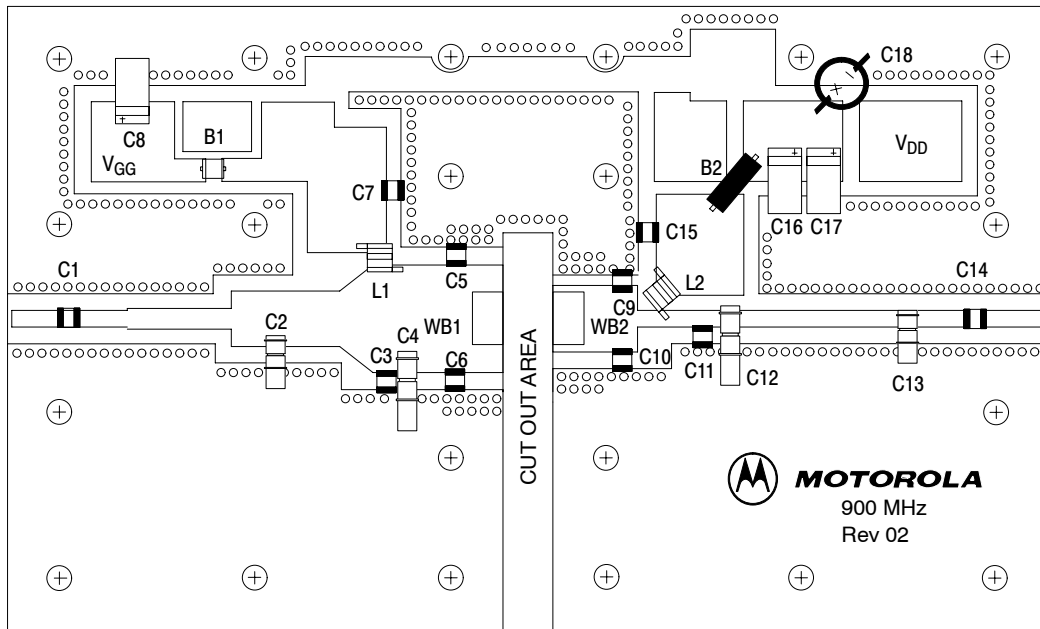 C18
C8
B1
VGG
VDD
B2
C7
C16
C17
C15
C5
C1
L1
L2
C14
C9
C2
C4
WB1
WB2
C3
C6
C10
C11
C12
C13
CUT OUT AREA
MOTOROLA
900 MHz
Rev 02